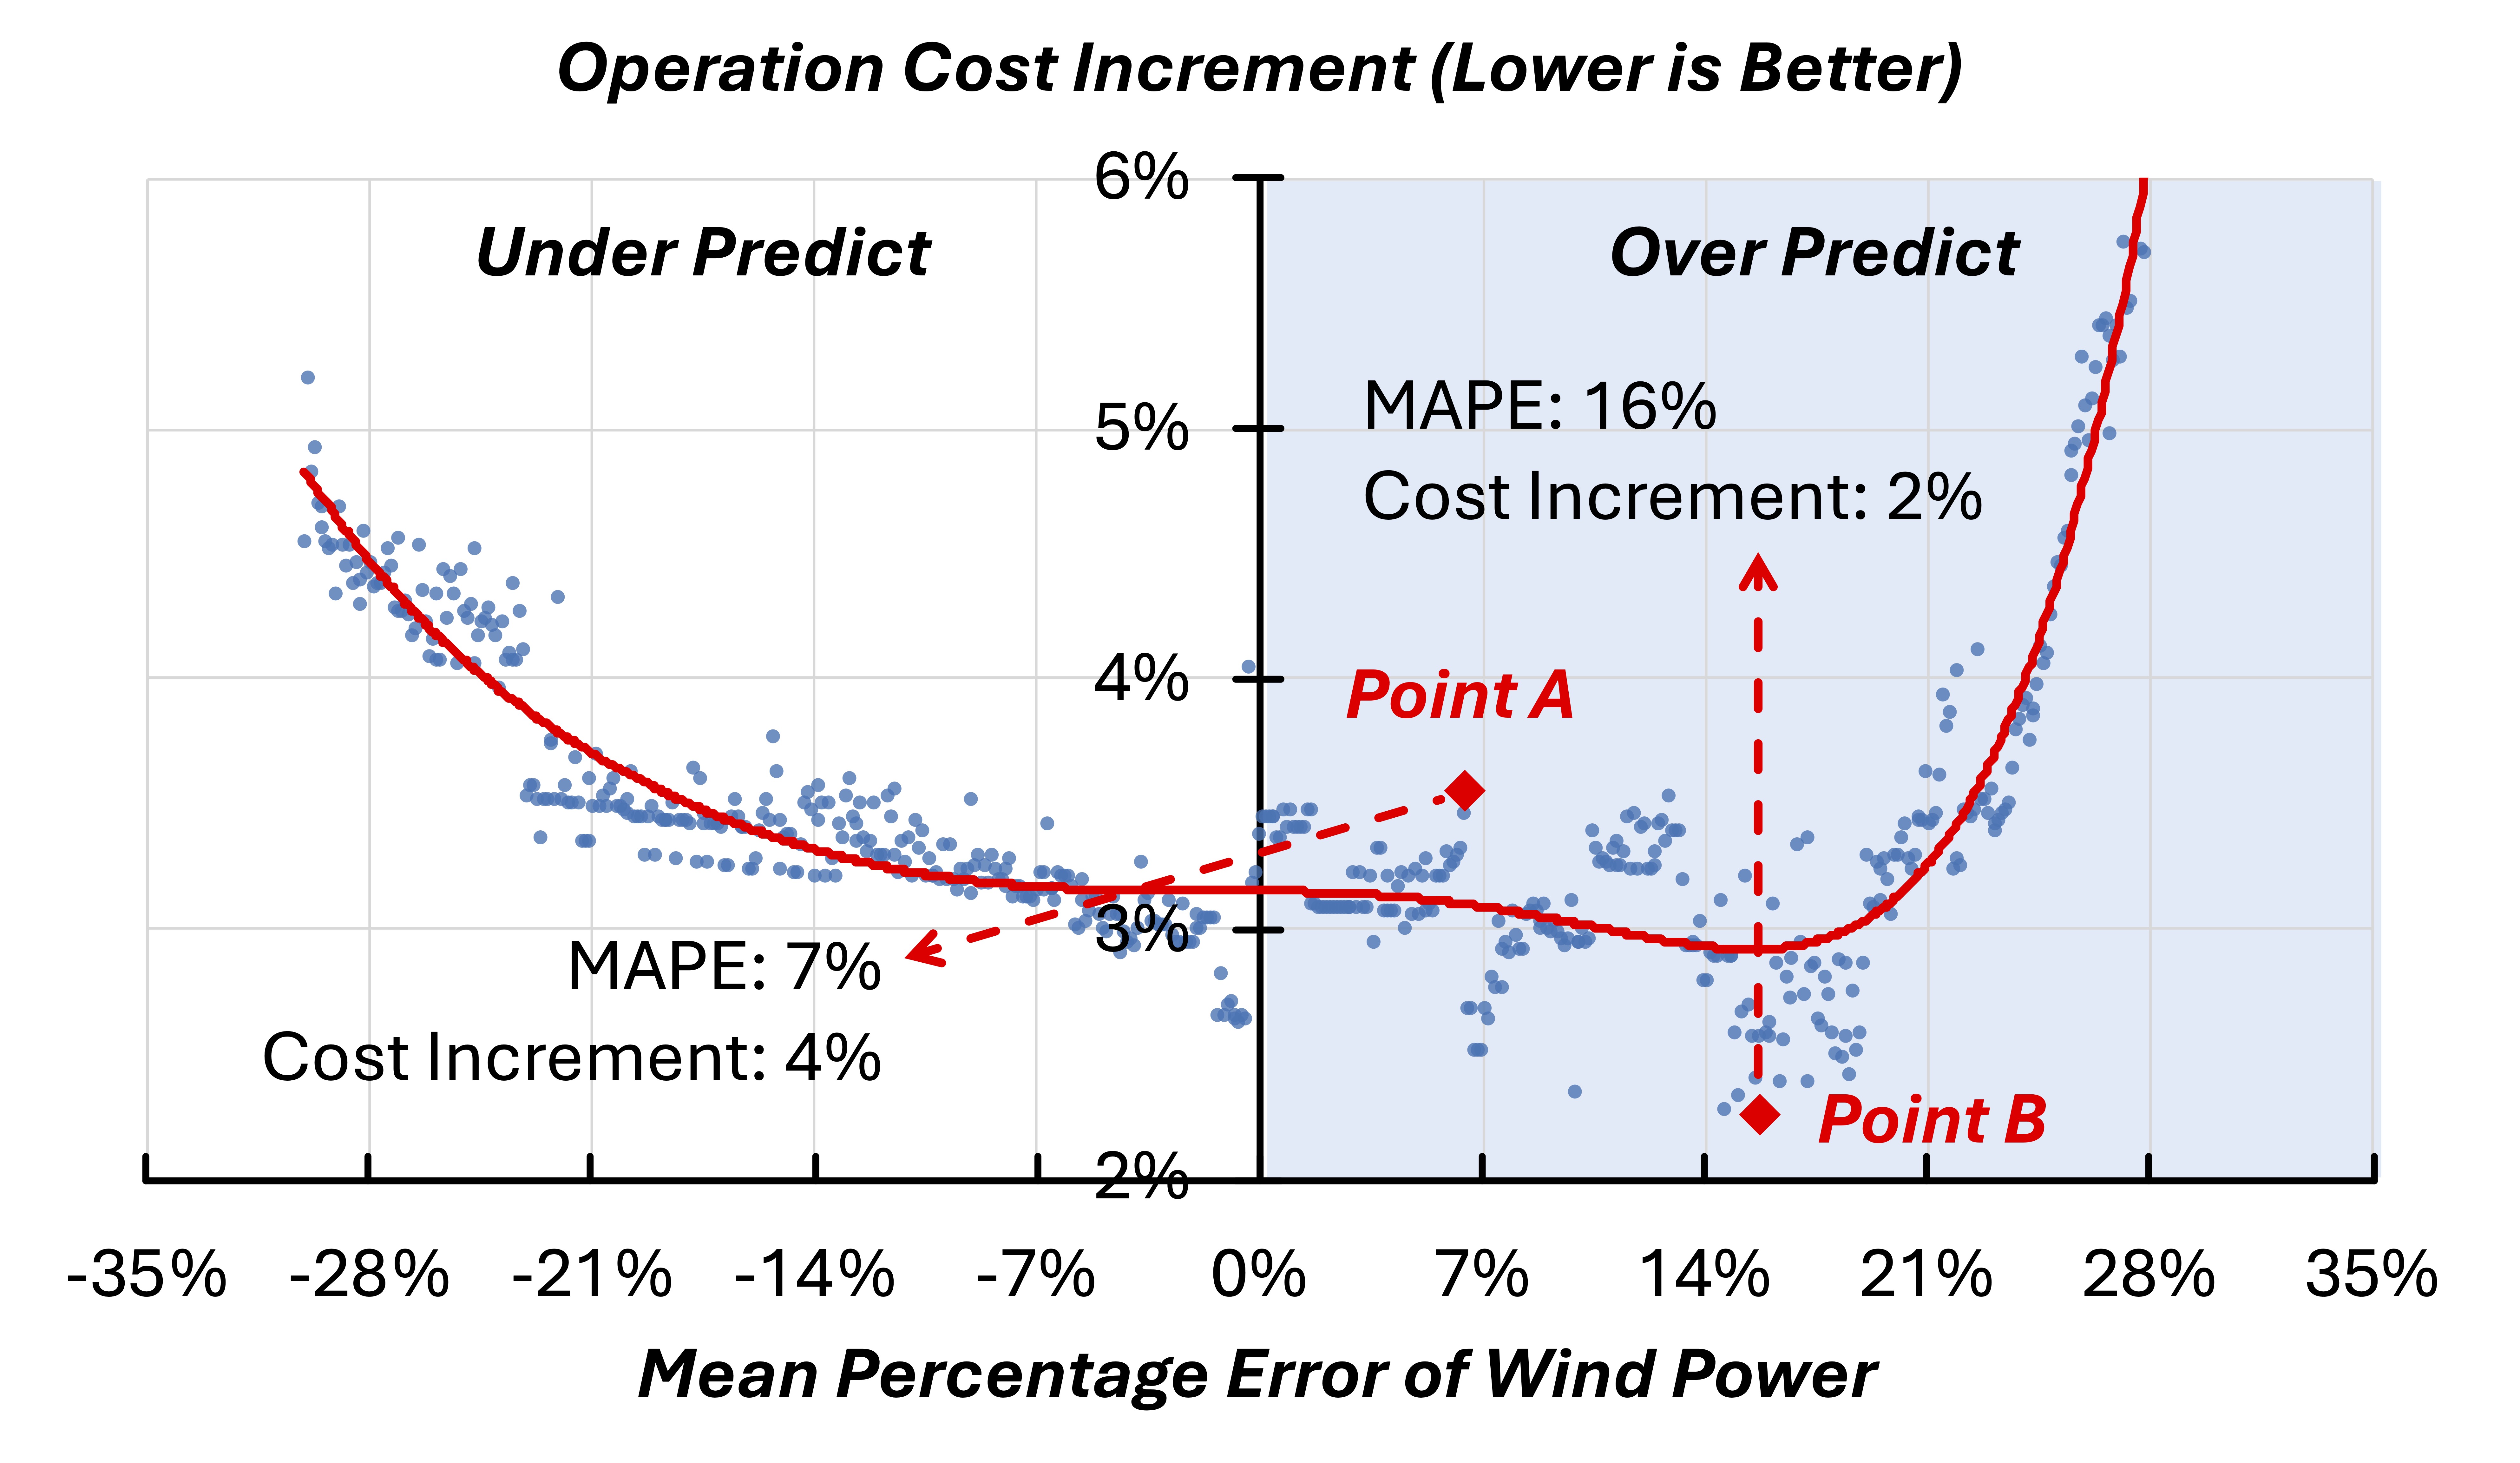 Operation Cost Increment (Lower is Better)
6%
Under Predict
Over Predict
MAPE: 16%
5%
Cost Increment: 2%
4%
Point A
3%
MAPE: 7%
Cost Increment: 4%
Point B
2%
-35% -28% -21% -14% -7% 0% 7% 14% 21% 28% 35%
Mean Percentage Error of Wind Power